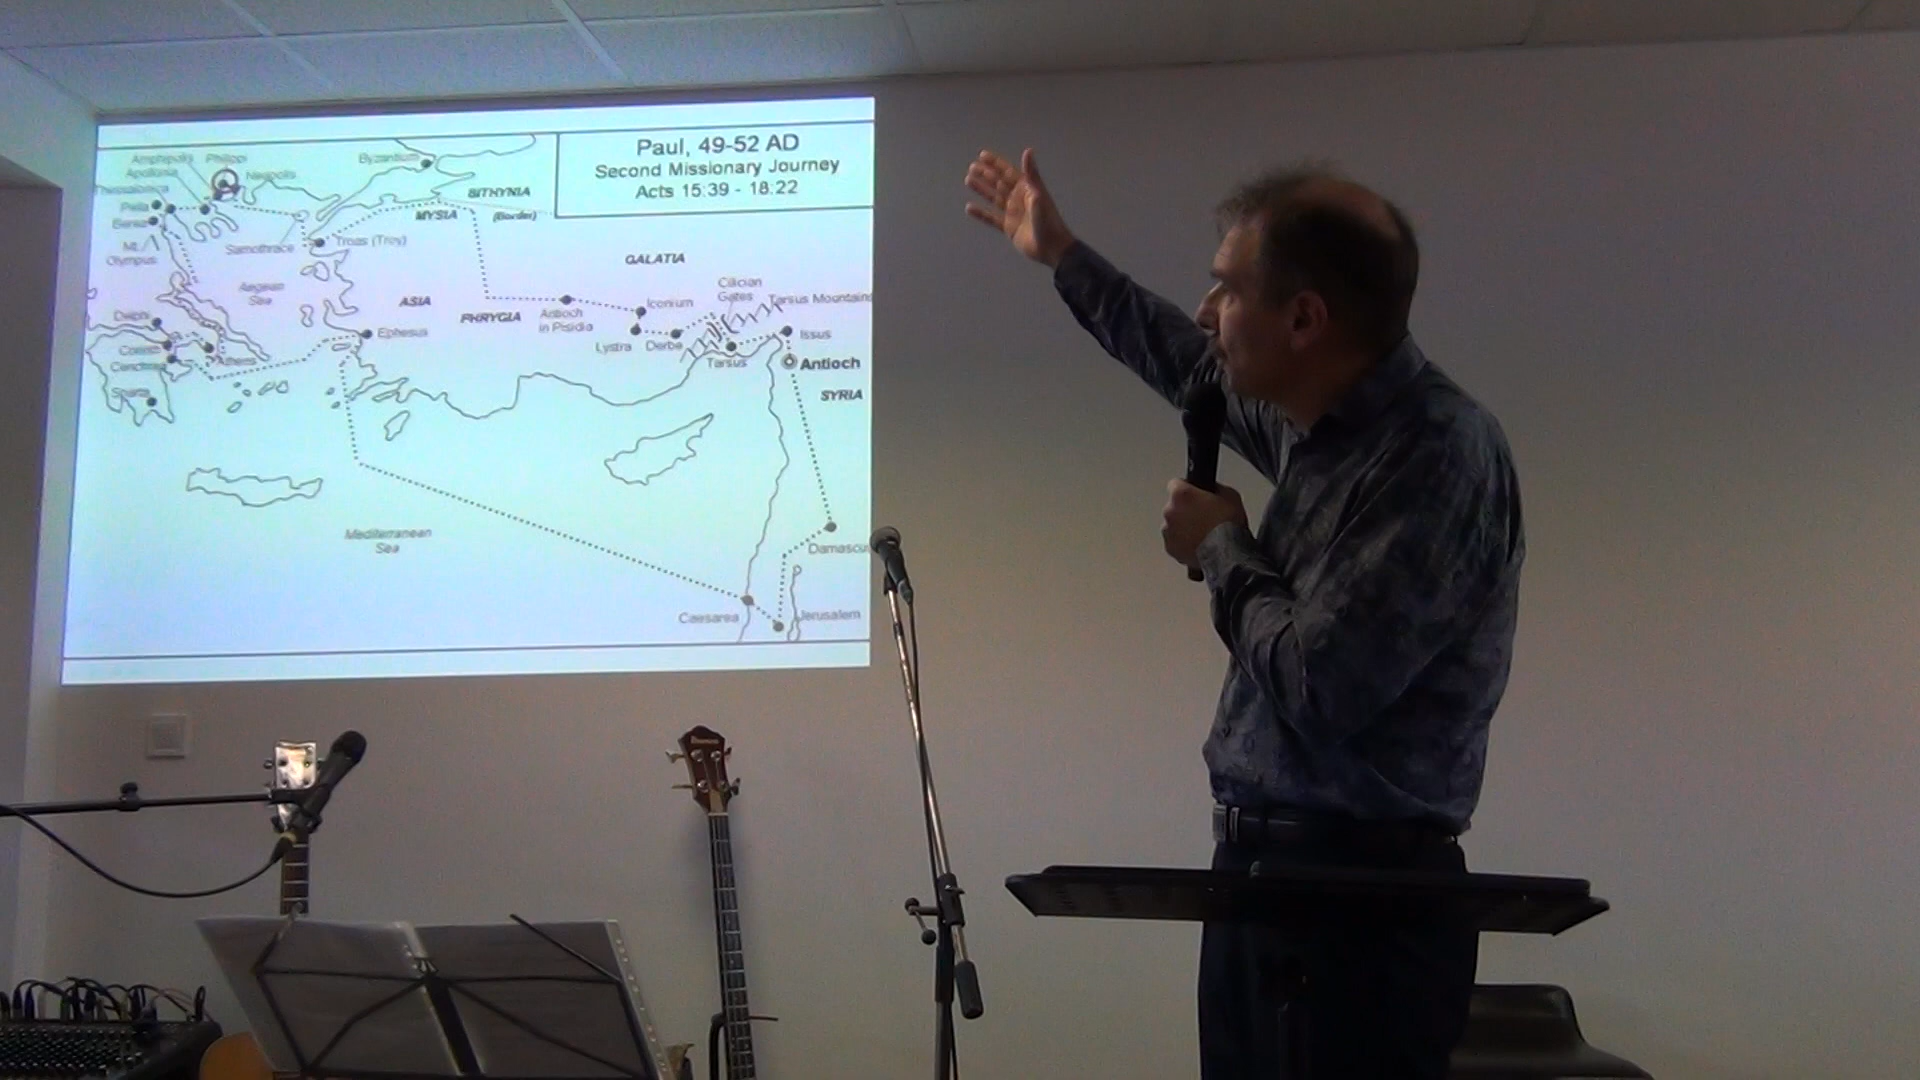 Paul, 49-52 AD
Second Missionary Journey
Acts 15:39 - 18:22
Amphipolis
Philippi
Byzantium
Apollonia
Neapolis
Thessalonica
BITHYNIA
Pella
Berea
MYSIA
(Border)
Mt.
Olympus
Samothrace
Troas (Troy)
GALATIA
Aegean
Sea
ASIA
PHRYGIA
Antioch
in Pisidia
Iconium
Cilician
Gates
Tarsus Mountains
Delphi
Ephesus
Lystra
Derbe
Tarsus
Issus
Corinth
Cenchrea
Athens
Antioch
Sparta
SYRIA
Mediterranean
Sea
Damascus
Caesarea
Jerusalem
Ibanez